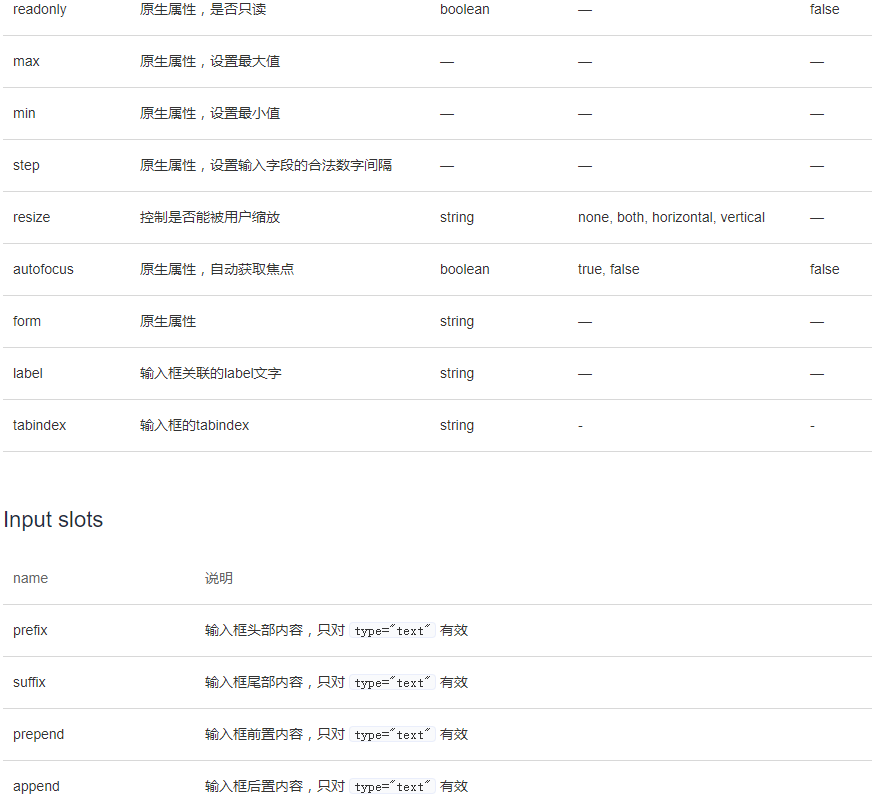 readonly 原生属性，是否只读 boolean — false
max 原生属性，设置最大值 — — —
min 原生属性，设置最小值 — — —
step 原生属性，设置输入字段的合法数字间隔 — — —
resize 控制是否能被用户缩放 string none, both, horizontal, vertical —
autofocus 原生属性，自动获取焦点 boolean true, false false
form 原生属性 string — —
label 输入框关联的label文字 string — —
tabindex 输入框的tabindex string - -
Input slots
name 说明
prefix 输入框头部内容，只对 type="text" 有效
suffix 输入框尾部内容，只对 type="text" 有效
prepend 输入框前置内容，只对 type="text" 有效
append 输入框后置内容，只对 type="text" 有效